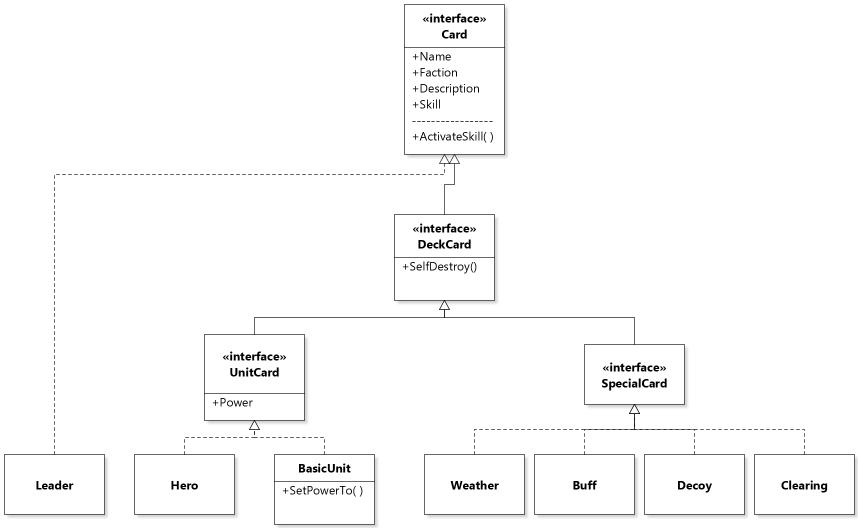 «interface»
Card
+Name
+Faction
+Description
+Skill
----------------
+ActivateSkill( )
«interface»
DeckCard
+SelfDestroy()
«interface»
UnitCard
+Power
«interface»
SpecialCard
Leader
Hero
BasicUnit
+SetPowerTo( )
Weather
Buff
Decoy
Clearing